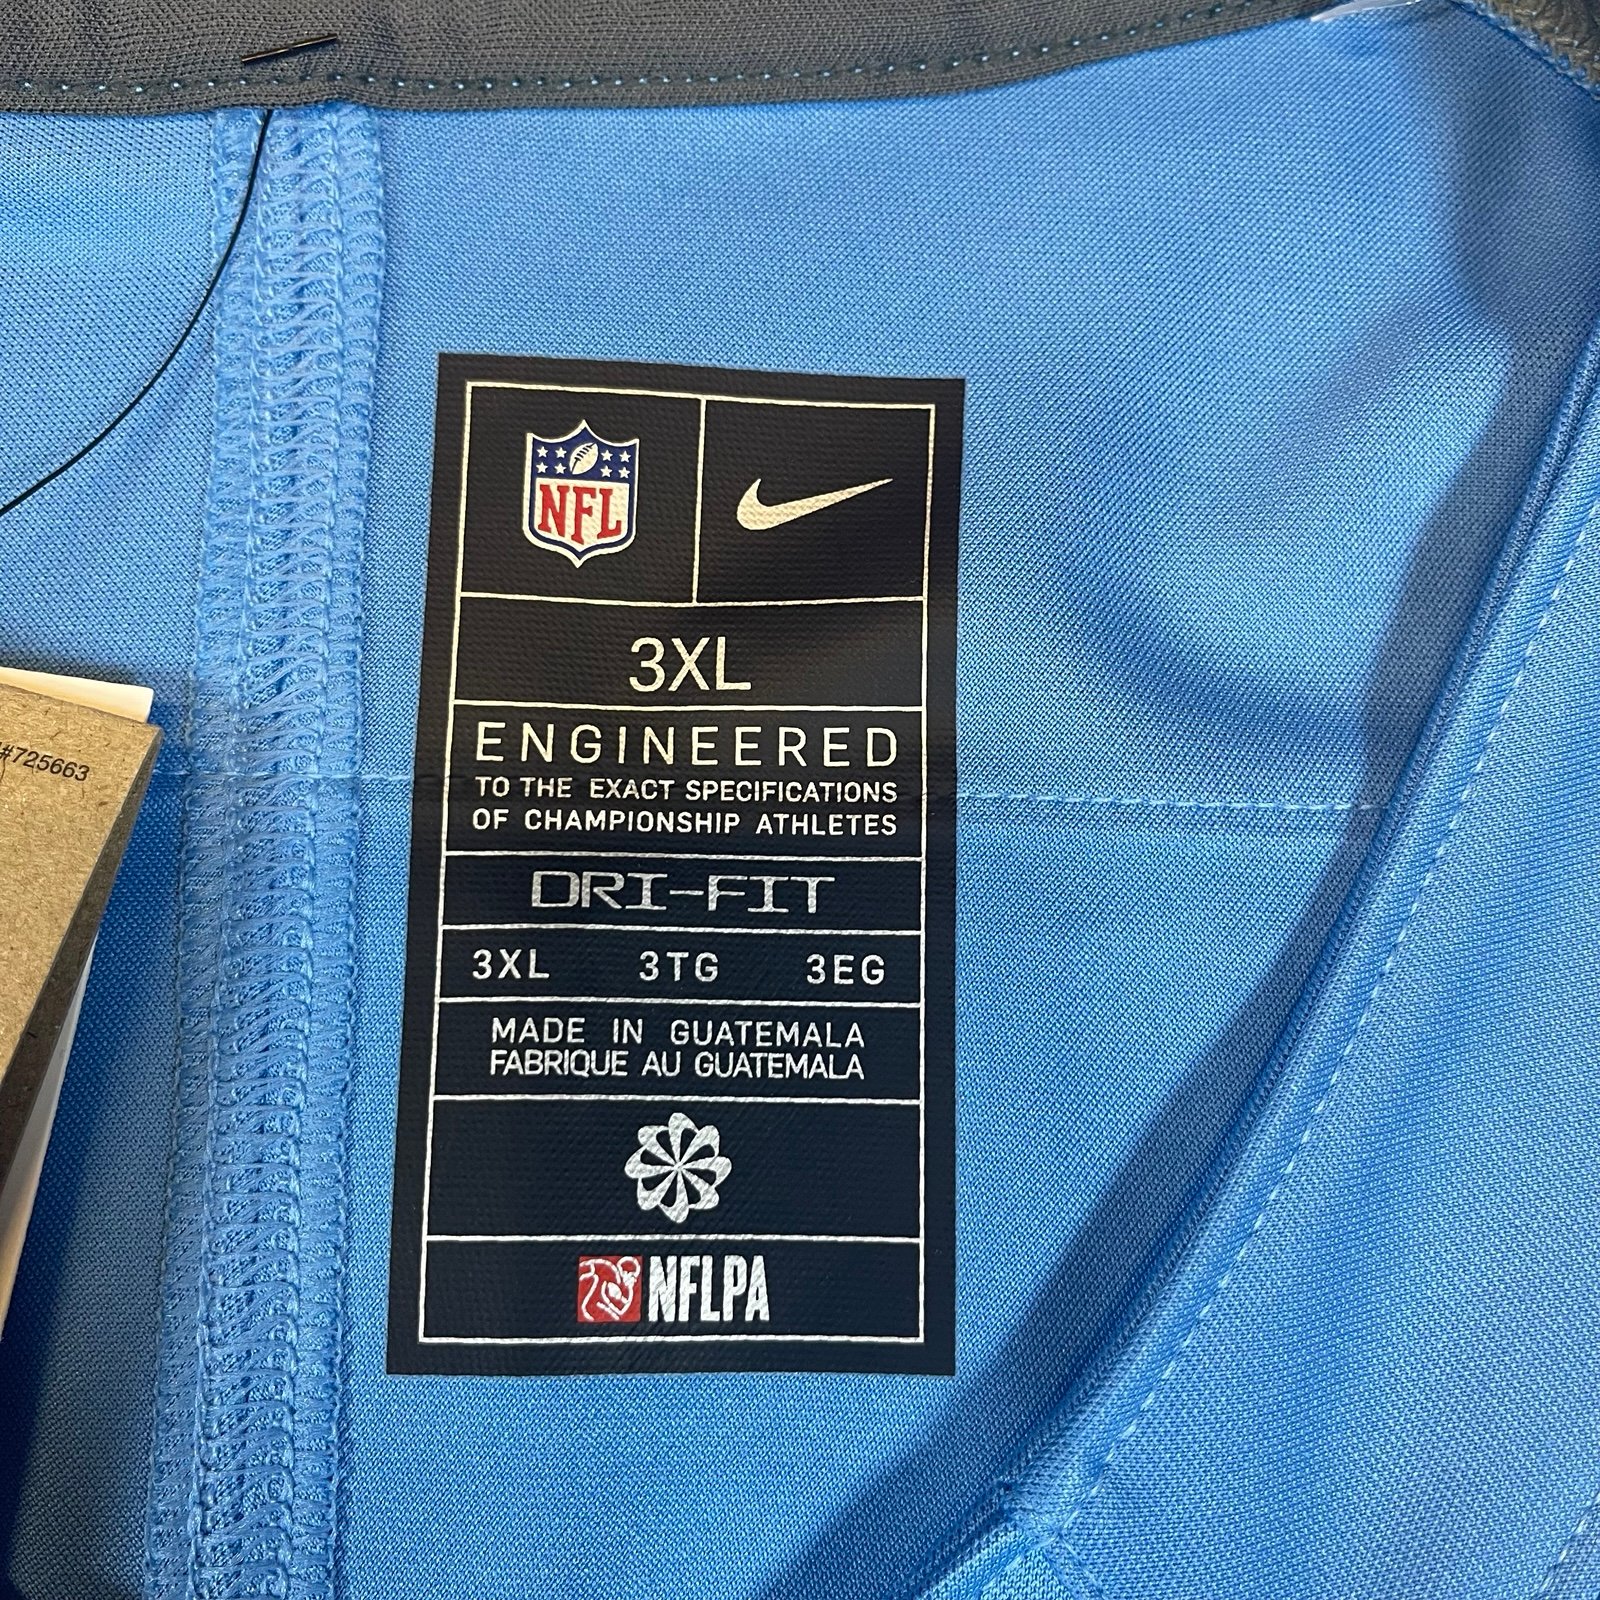 NFL
3XL
ENGINEERED
TO THE EXACT SPECIFICATIONS
OF CHAMPIONSHIP ATHLETES
DRI-FIT
3XL 3TG 3EG
MADE IN GUATEMALA
FABRIQUE AU GUATEMALA
NFLPA
#725663